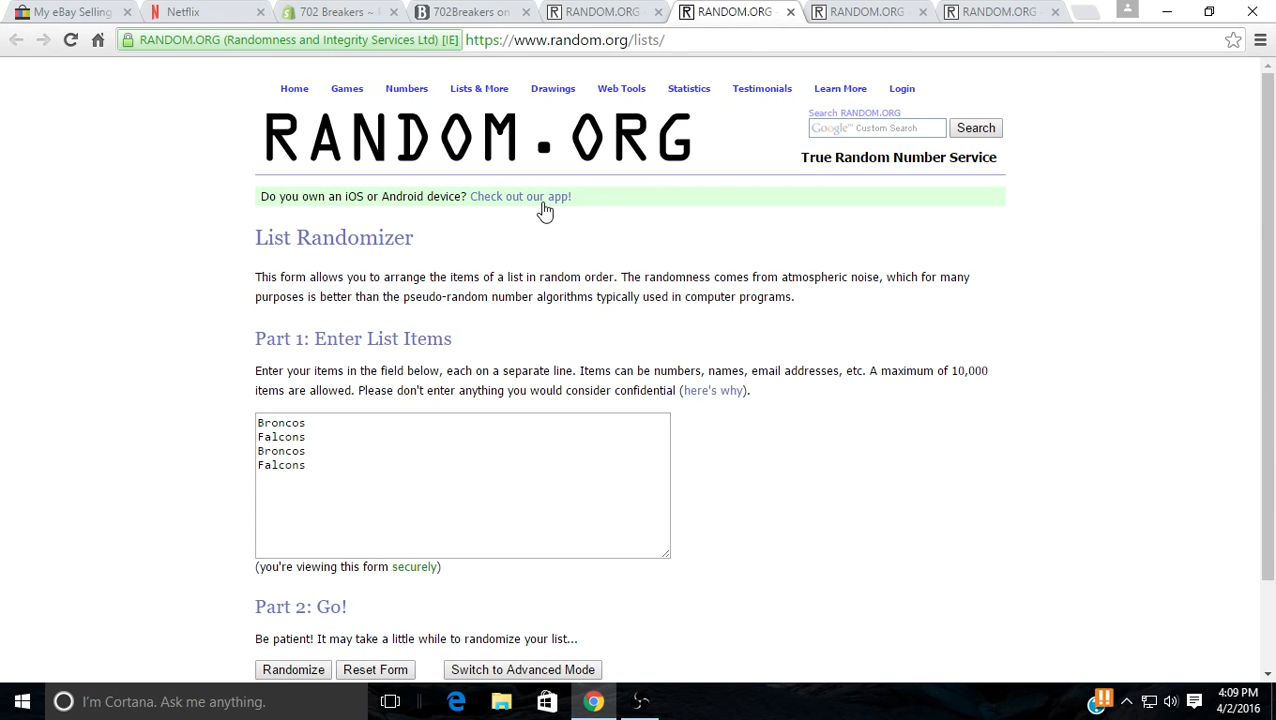 My eBay Selling
Netflix
702 Breakers ~
702Breakers on
RANDOM.ORG
RANDOM.ORG
RANDOM.ORG
RANDOM.ORG
RANDOM.ORG (Randomness and Integrity Services Ltd) [IE]
https://www.random.org/lists/
Home Games Numbers Lists & More Drawings Web Tools Statistics Testimonials Learn More Login
Search RANDOM.ORG
RANDOM.ORG
Google™ Custom Search
Search
True Random Number Service
Do you own an iOS or Android device? Check out our app!
List Randomizer
This form allows you to arrange the items of a list in random order. The randomness comes from atmospheric noise, which for many
purposes is better than the pseudo-random number algorithms typically used in computer programs.
Part 1: Enter List Items
Enter your items in the field below, each on a separate line. Items can be numbers, names, email addresses, etc. A maximum of 10,000
items are allowed. Please don't enter anything you would consider confidential (here's why).
Broncos
Falcons
Broncos
Falcons
(you're viewing this form securely)
Part 2: Go!
Be patient! It may take a little while to randomize your list...
Randomize Reset Form Switch to Advanced Mode
I'm Cortana. Ask me anything.
4:09 PM
4/2/2016